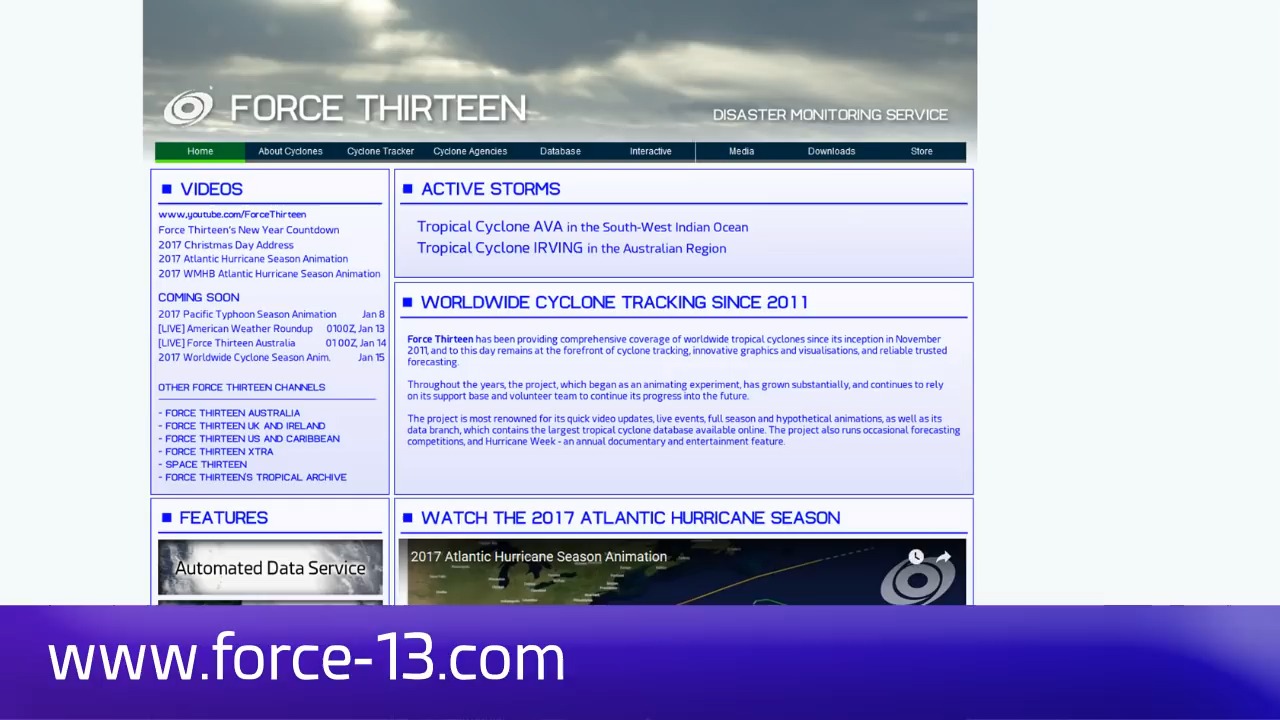 FORCE THIRTEEN
DISASTER MONITORING SERVICE
Home About Cyclones Cyclone Tracker Cyclone Agencies Database Interactive Media Downloads Store
VIDEOS
www.youtube.com/ForceThirteen
Force Thirteen's New Year Countdown
2017 Christmas Day Address
2017 Atlantic Hurricane Season Animation
2017 WMHB Atlantic Hurricane Season Animation
COMING SOON
2017 Pacific Typhoon Season Animation Jan 8
[LIVE] American Weather Roundup 0100Z, Jan 13
[LIVE] Force Thirteen Australia 0100Z, Jan 14
2017 Worldwide Cyclone Season Anim. Jan 15
OTHER FORCE THIRTEEN CHANNELS
- FORCE THIRTEEN AUSTRALIA
- FORCE THIRTEEN UK AND IRELAND
- FORCE THIRTEEN US AND CARIBBEAN
- FORCE THIRTEEN XTRA
- SPACE THIRTEEN
- FORCE THIRTEEN'S TROPICAL ARCHIVE
ACTIVE STORMS
Tropical Cyclone AVA in the South-West Indian Ocean
Tropical Cyclone IRVING in the Australian Region
WORLDWIDE CYCLONE TRACKING SINCE 2011
Force Thirteen has been providing comprehensive coverage of worldwide tropical cyclones since its inception in November
2011, and to this day remains at the forefront of cyclone tracking, innovative graphics and visualisations, and reliable trusted
forecasting.
Throughout the years, the project, which began as an animating experiment, has grown substantially, and continues to rely
on its support base and volunteer team to continue its progress into the future.
The project is most renowned for its quick video updates, live events, full season and hypothetical animations, as well as its
data branch, which contains the largest tropical cyclone database available online. The project also runs occasional forecasting
competitions, and Hurricane Week - an annual documentary and entertainment feature.
FEATURES
Automated Data Service
WATCH THE 2017 ATLANTIC HURRICANE SEASON
2017 Atlantic Hurricane Season Animation
www.force-13.com